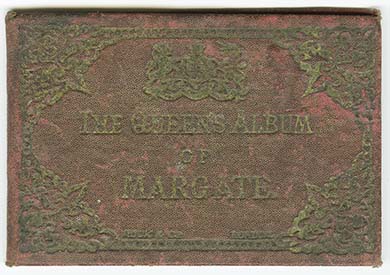 THE QUEEN'S ALBUM
OF
MARGATE